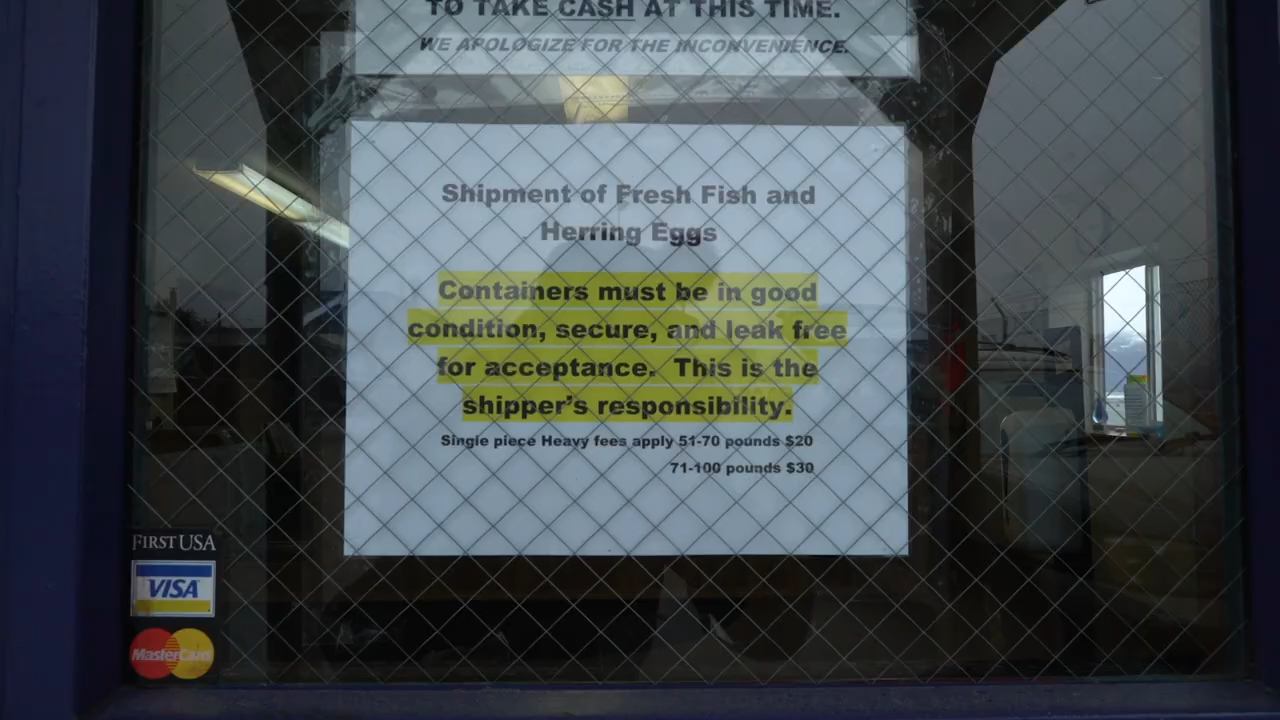 TO TAKE CASH AT THIS TIME.
WE APOLOGIZE FOR THE INCONVENIENCE.
Shipment of Fresh Fish and
Herring Eggs
Containers must be in good
condition, secure, and leak free
for acceptance. This is the
shipper's responsibility.
Single piece Heavy fees apply 51-70 pounds $20
71-100 pounds $30
FIRST USA
VISA
MasterCard